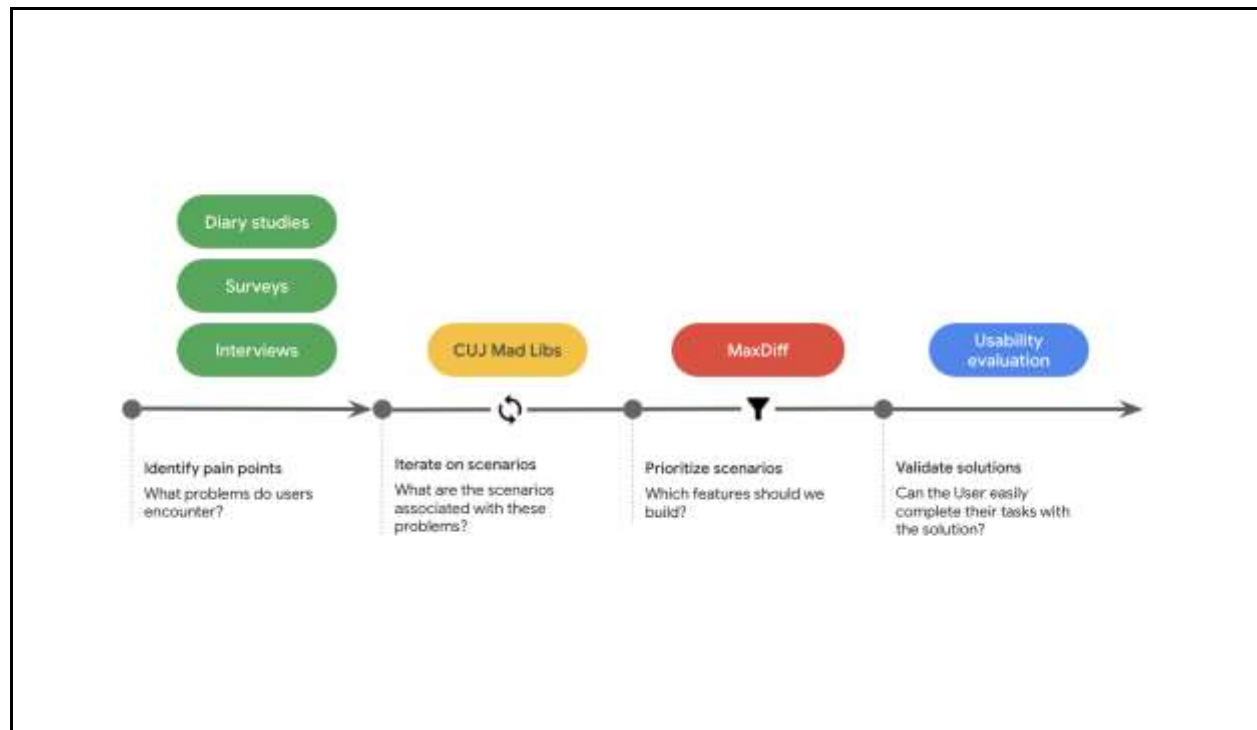 Diary studies
Surveys
Interviews
CUJ Mad Libs
MaxDiff
Usability
evaluation
Identify pain points
What problems do users
encounter?
Iterate on scenarios
What are the scenarios
associated with these
problems?
Prioritize scenarios
Which features should we
build?
Validate solutions
Can the User easily
complete their tasks with
the solution?